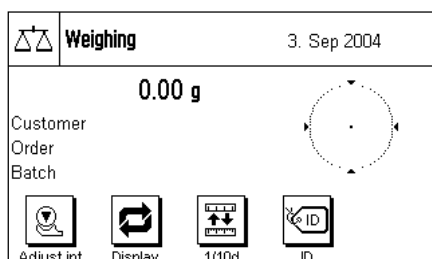 Weighing 3. Sep 2004
0.00 g
Customer
Order
Batch
ID
Adjust.int Display 1/10d ID